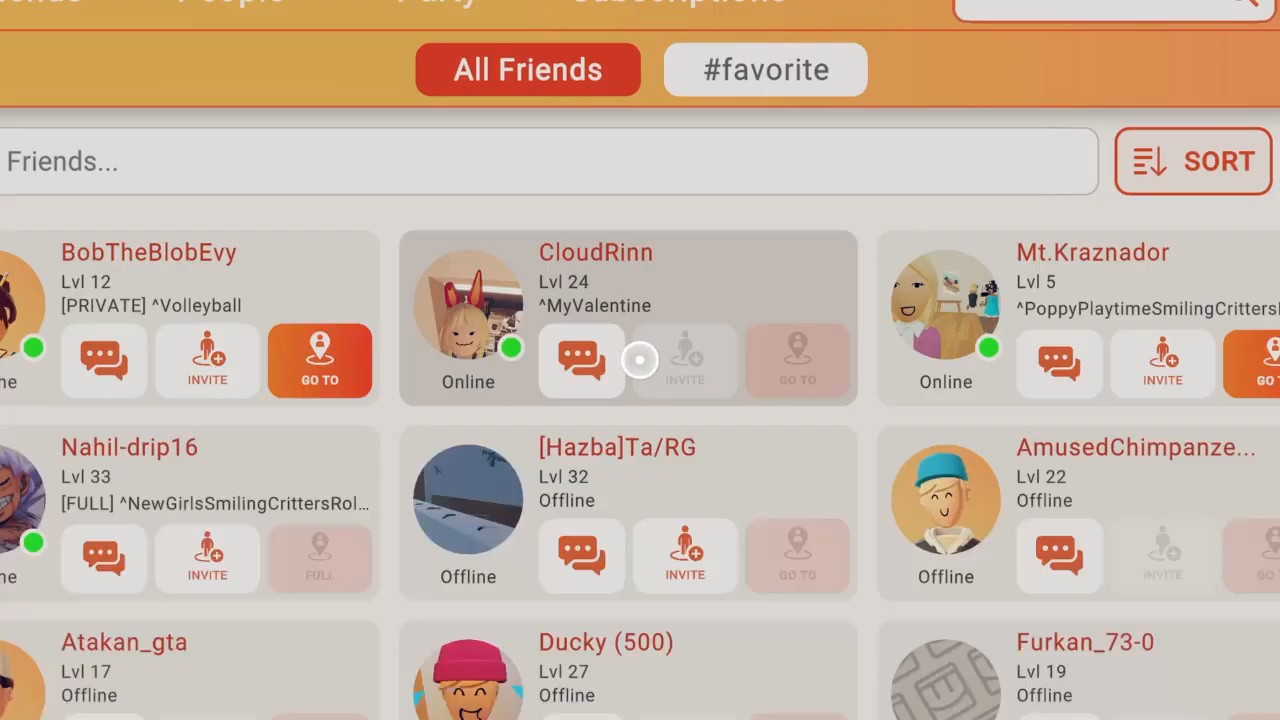 People
Party
Subscriptions
All Friends
#favorite
Friends...
SORT
BobTheBlobEvy
Lvl 12
[PRIVATE] ^Volleyball
INVITE
GO TO
CloudRinn
Lvl 24
^MyValentine
Online
INVITE
GO TO
Mt.Kraznador
Lvl 5
Online
INVITE
Nahil-drip16
Lvl 33
[FULL] ^NewGirlsSmilingCrittersRol...
INVITE
FULL
[Hazba]Ta/RG
Lvl 32
Offline
Offline
INVITE
GO TO
AmusedChimpanze...
Lvl 22
Offline
Offline
INVITE
Atakan_gta
Lvl 17
Offline
Ducky (500)
Lvl 27
Offline
Furkan_73-0
Lvl 19
Offline